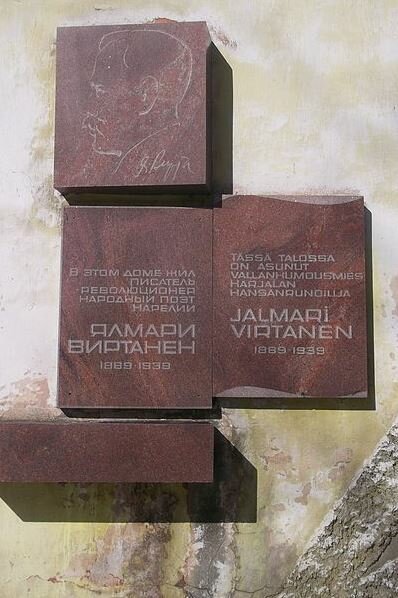 В ЭТОМ ДОМЕ ЖИЛ
ПИСАТЕЛЬ
-РЕВОЛЮЦИОНЕР
НАРОДНЫЙ ПОЭТ
КАРЕЛИИ
ЯЛМАРИ
ВИРТАНЕН
1889-1939
TÄSSÄ TALOSSA
ON ASUNUT
VALLANKUMOUSMIES
KARJALAN
KANSANRUNOILIJA
JALMARI
VIRTANEN
1889-1939